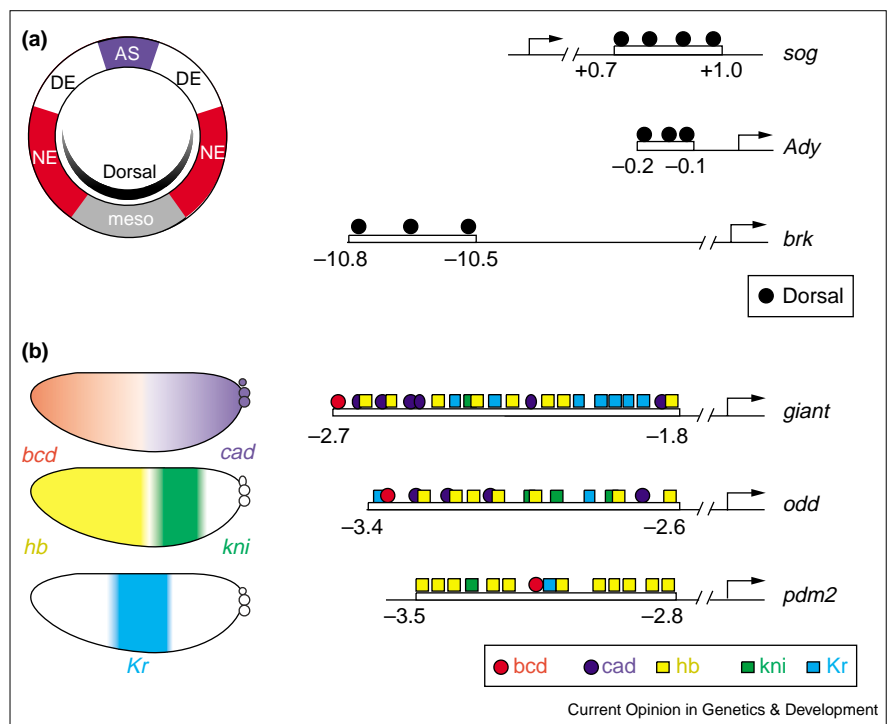 (a)
AS
DE
DE
NE
NE
Dorsal
meso
sog
+0.7
+1.0
Ady
–0.2
–0.1
brk
–10.8
–10.5
Dorsal
(b)
bcd
cad
hb
kni
Kr
giant
–2.7
–1.8
odd
–3.4
–2.6
pdm2
–3.5
–2.8
bcd cad hb kni Kr
Current Opinion in Genetics & Development